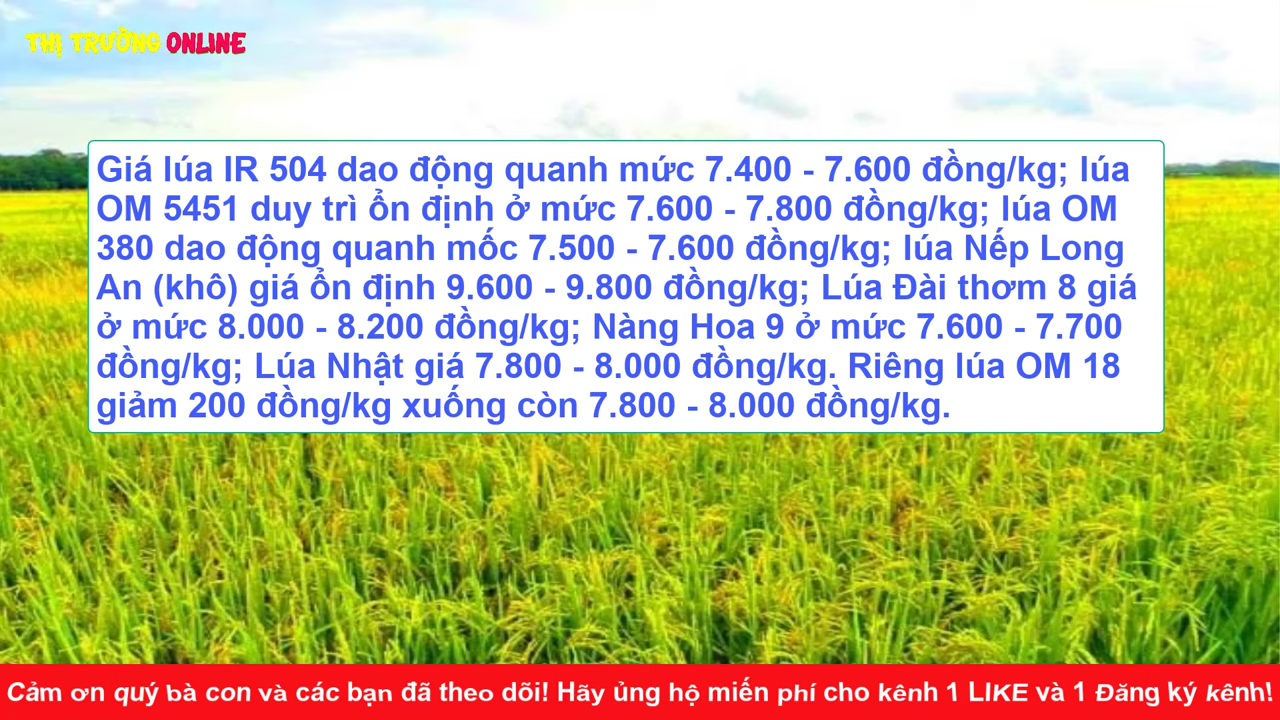 THỊ TRƯỜNG ONLINE
Giá lúa IR 504 dao động quanh mức 7.400 - 7.600 đồng/kg; lúa
OM 5451 duy trì ổn định ở mức 7.600 - 7.800 đồng/kg; lúa OM
380 dao động quanh mốc 7.500 - 7.600 đồng/kg; lúa Nếp Long
An (khô) giá ổn định 9.600 - 9.800 đồng/kg; Lúa Đài thơm 8 giá
ở mức 8.000 - 8.200 đồng/kg; Nàng Hoa 9 ở mức 7.600 - 7.700
đồng/kg; Lúa Nhật giá 7.800 - 8.000 đồng/kg. Riêng lúa OM 18
giảm 200 đồng/kg xuống còn 7.800 - 8.000 đồng/kg.
Cảm ơn quý bà con và các bạn đã theo dõi! Hãy ủng hộ miến phí cho kênh 1 LIKE và 1 Đăng ký kênh!